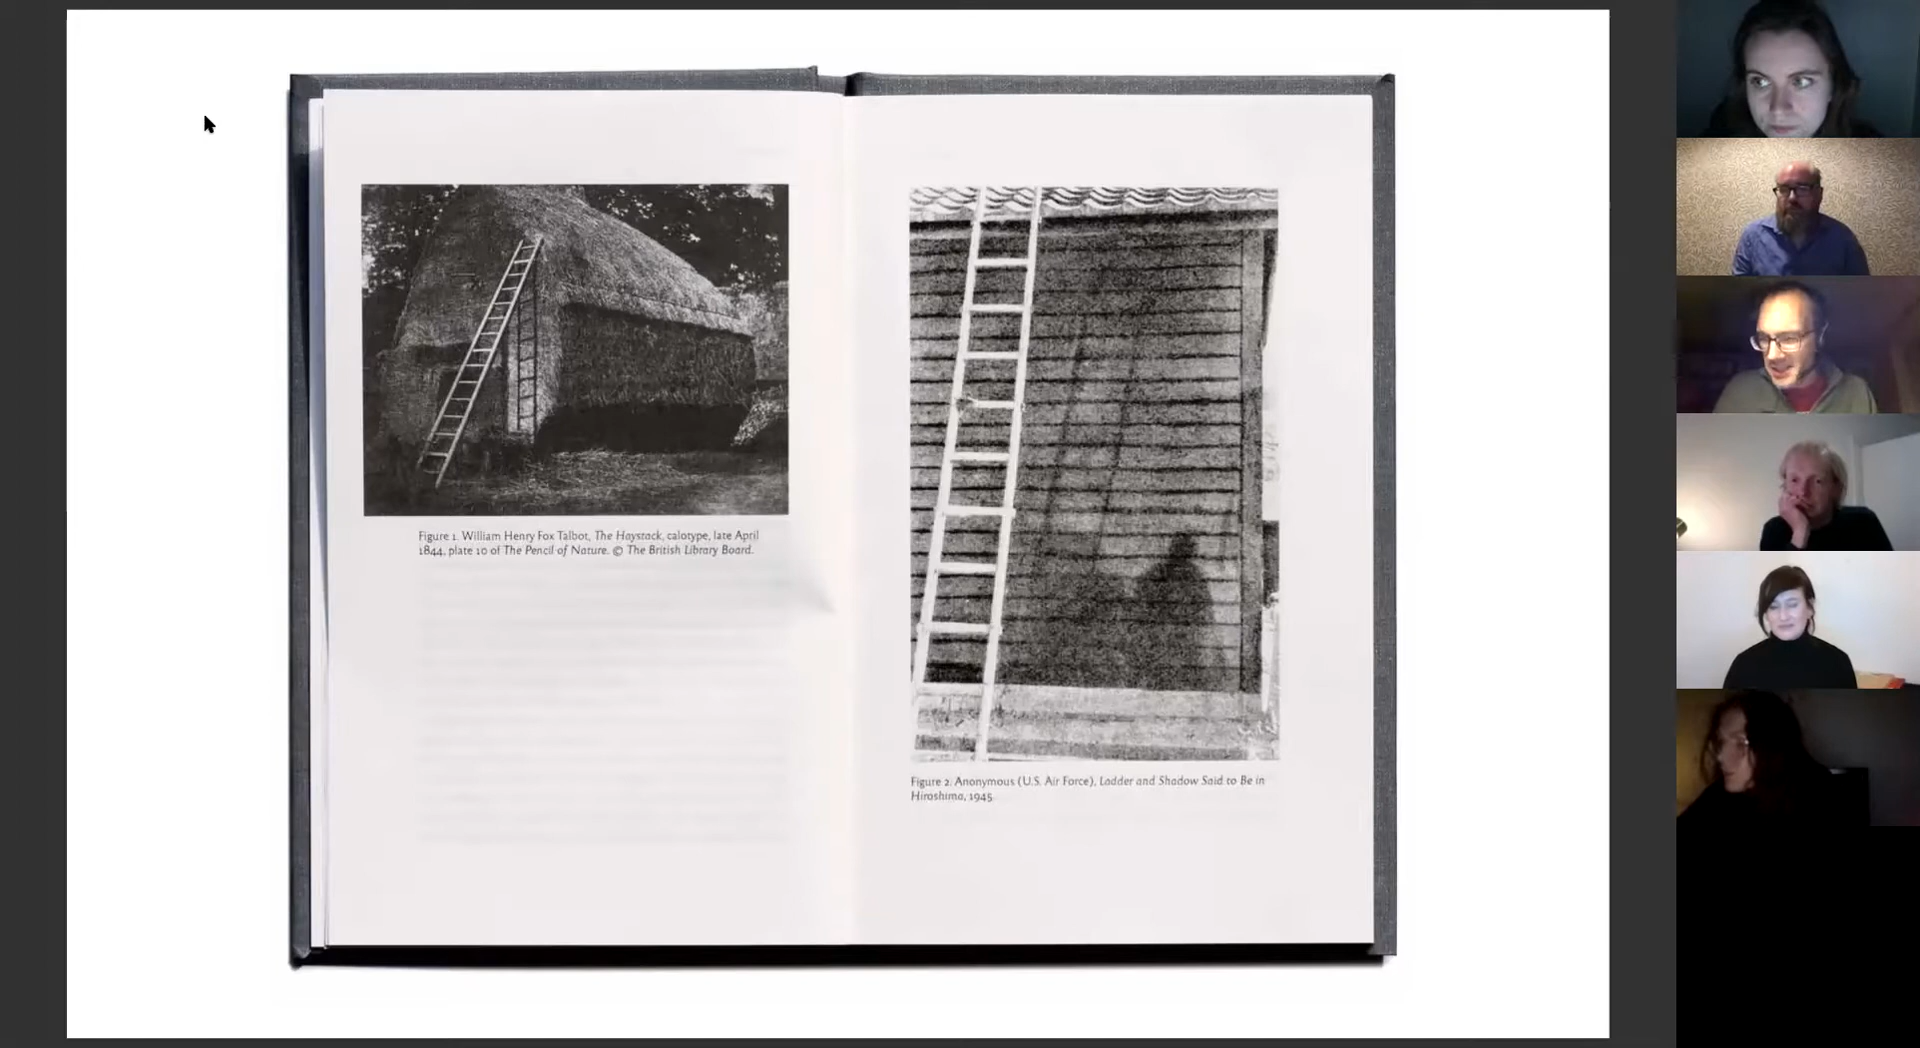 Figure 1. William Henry Fox Talbot, The Haystack, calotype, late April
1844, plate 10 of The Pencil of Nature. © The British Library Board.
Figure 2. Anonymous (U.S. Air Force), Ladder and Shadow Said to Be in
Hiroshima, 1945.